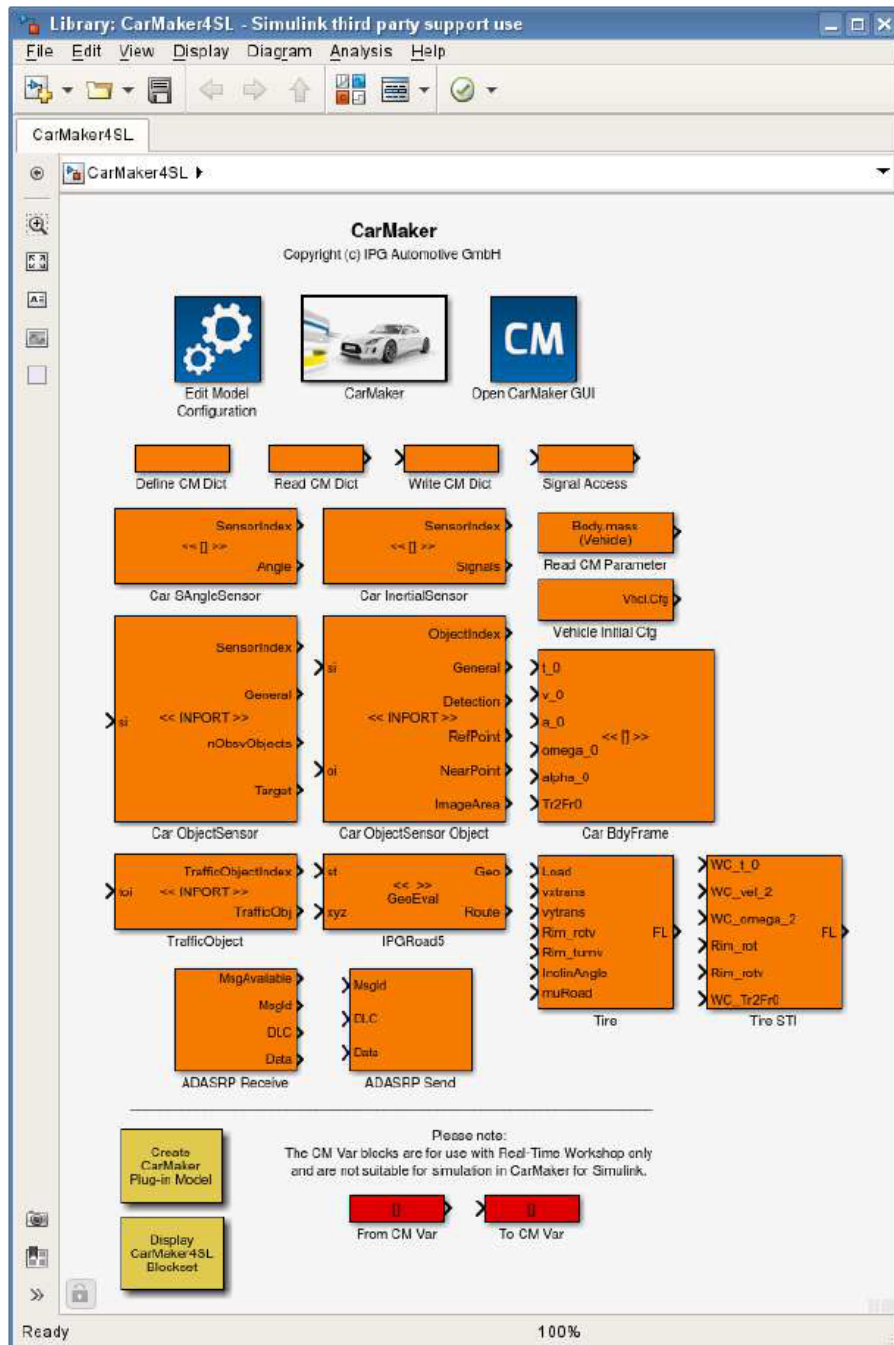 Library: CarMaker4SL - Simulink third party support use
File Edit View Display Diagram Analysis Help
CarMaker4SL
CarMaker4SL
CarMaker
Copyright (c) IPG Automotive GmbH
CM
Edit Model
Configuration
CarMaker
Open CarMaker GUI
Define CM Dict
Read CM Dict
Write CM Dict
Signal Access
SensorIndex
<< [] >>
Angle
Car SAngleSensor
SensorIndex
<< [] >>
Signals
Car InertialSensor
Body.mass
(Vehicle)
Read CM Parameter
Vhcl.Cfg
Vehicle Initial Cfg
SensorIndex
General
si
<< INPORT >>
nObsvObjects
Target
Car ObjectSensor
ObjectIndex
si
General
Detection
<< INPORT >>
RefPoint
oi
NearPoint
ImageArea
Car ObjectSensor Object
t_0
v_0
a_0
<< [] >>
omega_0
alpha_0
Tr2Fr0
Car BdyFrame
TrafficObjectIndex
toi
<< INPORT >>
TrafficObj
TrafficObject
st
Geo
<< >>
GeoEval
xyz
Route
IPGRoad5
Load
vxtrans
vytrans
Rim_rotv
FL
Rim_turnv
InclinAngle
muRoad
Tire
WC_t_0
WC_vel_2
WC_omega_2
FL
Rim_rot
Rim_rotv
WC_Tr2Fr0
Tire STI
MsgAvailable
MsgId
DLC
Data
ADASRP Receive
MsgId
DLC
Data
ADASRP Send
Create
CarMaker
Plug-in Model
Please note:
The CM Var blocks are for use with Real-Time Workshop only
and are not suitable for simulation in CarMaker for Simulink.
[]
From CM Var
[]
To CM Var
Display
CarMaker4SL
Blockset
Ready
100%